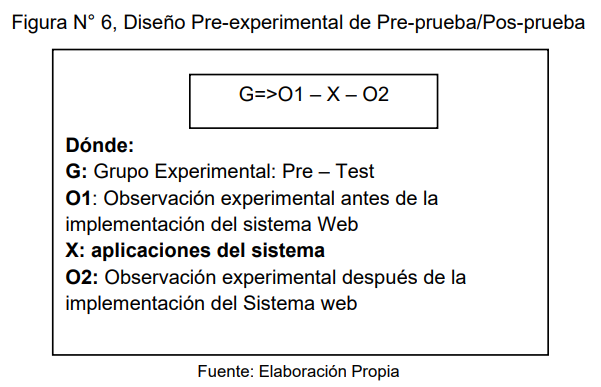 Figura N° 6, Diseño Pre-experimental de Pre-prueba/Pos-prueba
G=>O1 – X – O2
Dónde:
G: Grupo Experimental: Pre – Test
O1: Observación experimental antes de la
implementación del sistema Web
X: aplicaciones del sistema
O2: Observación experimental después de la
implementación del Sistema web
Fuente: Elaboración Propia